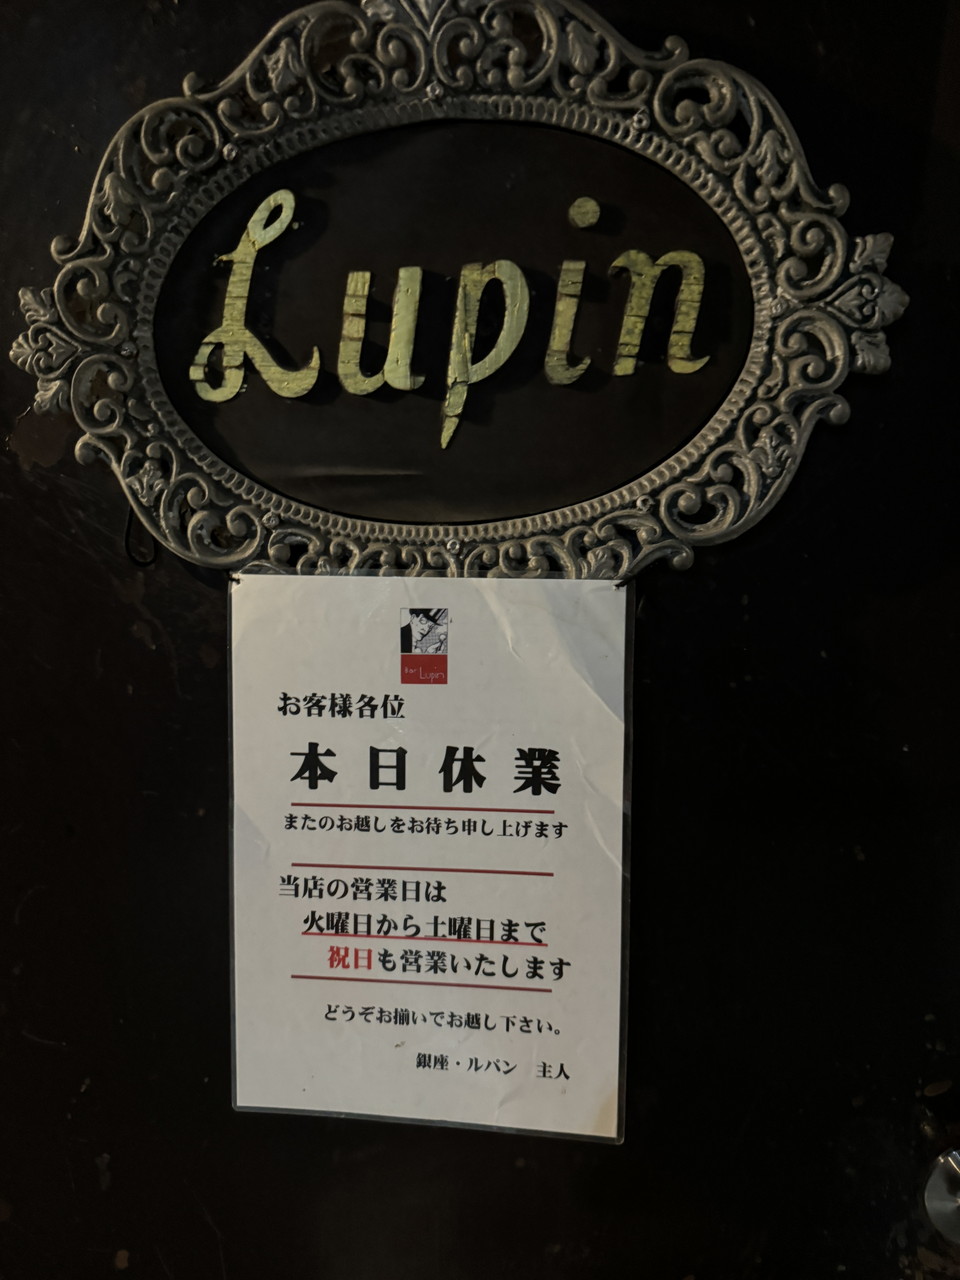 Lupin
Bar Lupin
お客様各位
本日休業
またのお越しをお待ち申し上げます
当店の営業日は
火曜日から土曜日まで
祝日も営業いたします
どうぞお揃いでお越し下さい。
銀座・ルパン　主人